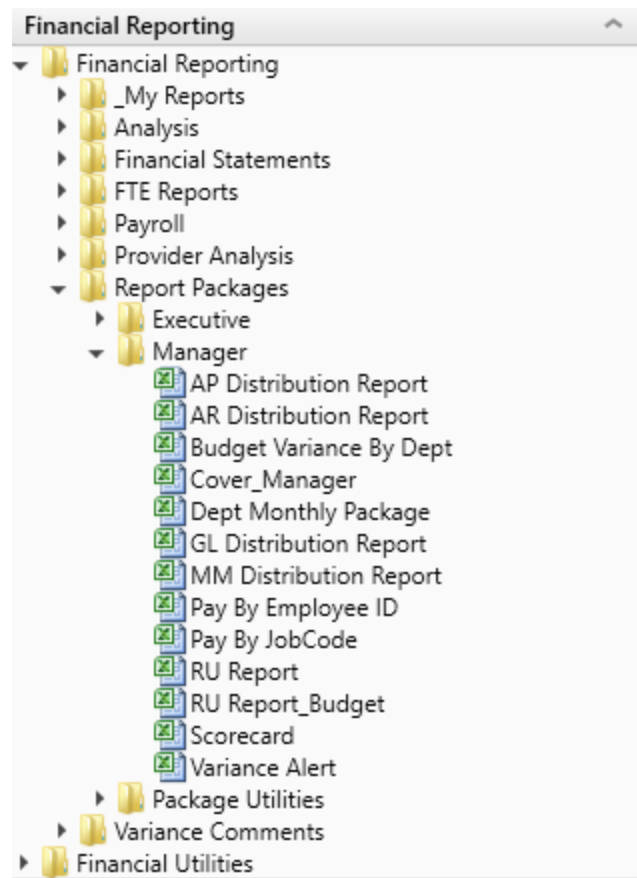 Financial Reporting
Financial Reporting
_My Reports
Analysis
Financial Statements
FTE Reports
Payroll
Provider Analysis
Report Packages
Executive
Manager
AP Distribution Report
AR Distribution Report
Budget Variance By Dept
Cover_Manager
Dept Monthly Package
GL Distribution Report
MM Distribution Report
Pay By Employee ID
Pay By JobCode
RU Report
RU Report_Budget
Scorecard
Variance Alert
Package Utilities
Variance Comments
Financial Utilities